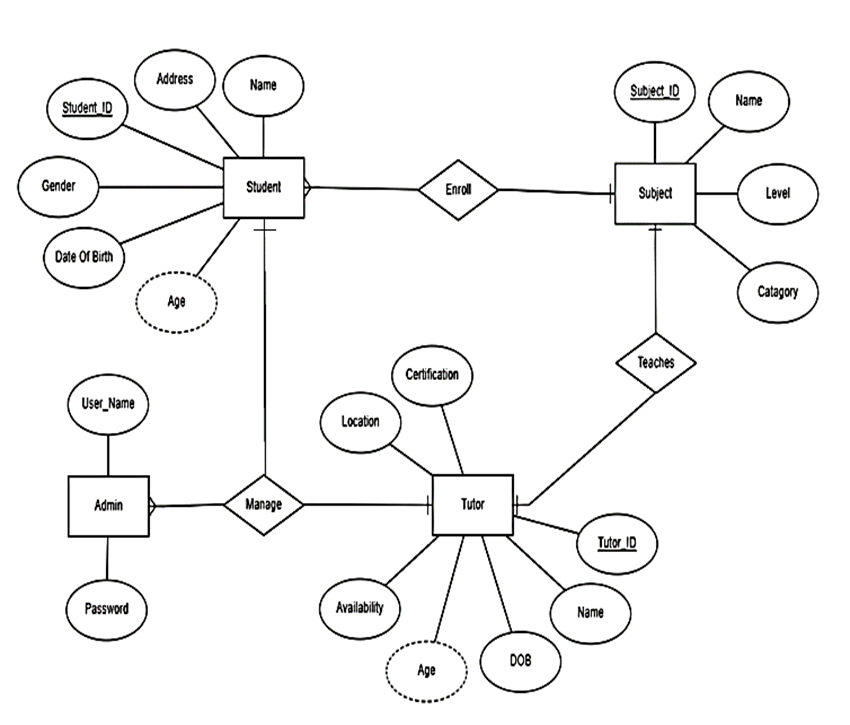 Address
Name
Student_ID
Gender
Student
Date Of Birth
Age
Enroll
Subject_ID
Name
Subject
Level
Catagory
Teaches
Certification
Location
User_Name
Admin
Manage
Tutor
Tutor_ID
Password
Availability
Name
Age
DOB